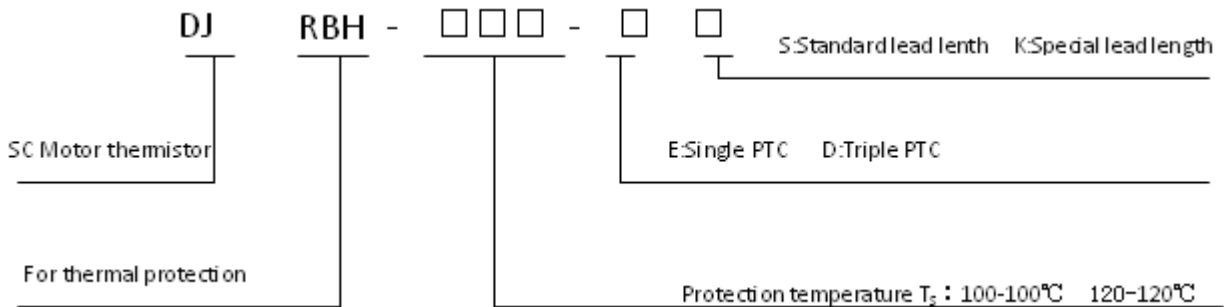 DJ RBH - □□□ - □ □
S:Standard lead lenth K:Special lead length
SC Motor thermistor
E:Single PTC D:Triple PTC
For thermal protection
Protection temperature Tₛ：100-100℃ 120-120℃